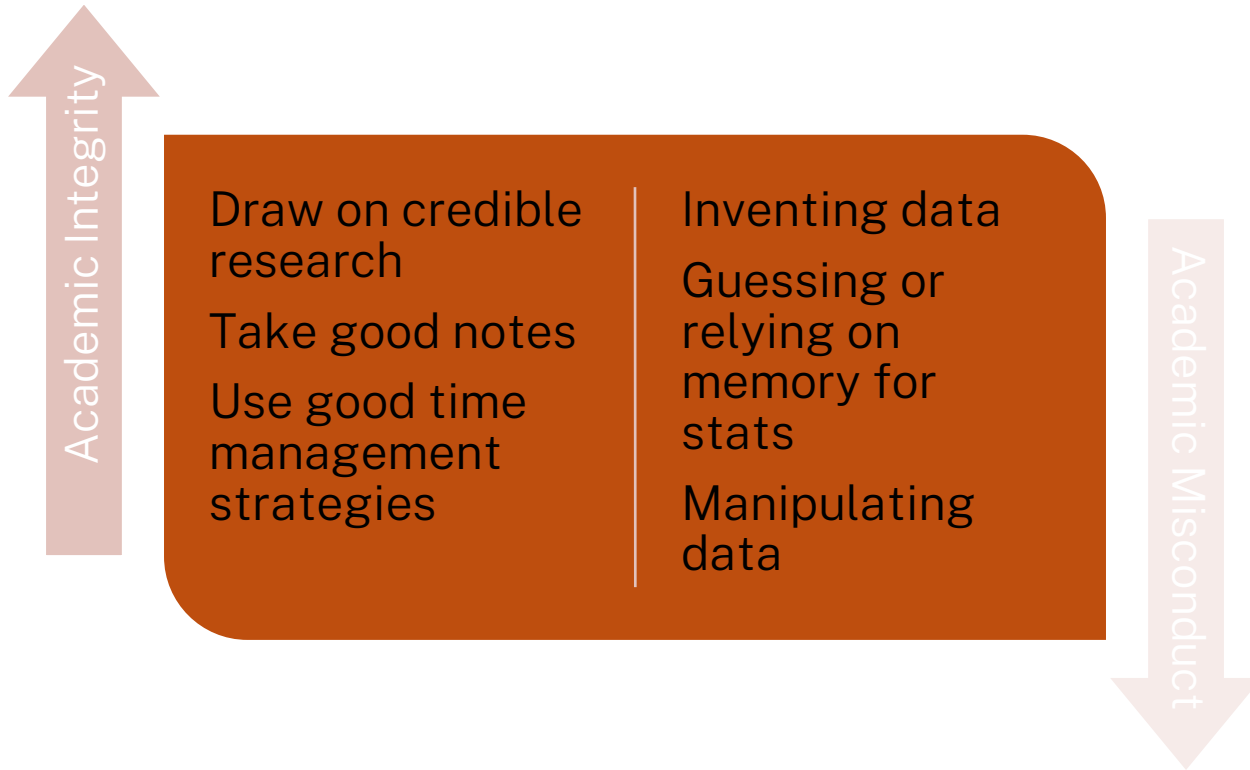 Academic Integrity
Draw on credible
research
Take good notes
Use good time
management
strategies
Inventing data
Guessing or
relying on
memory for
stats
Manipulating
data
Academic Misconduct